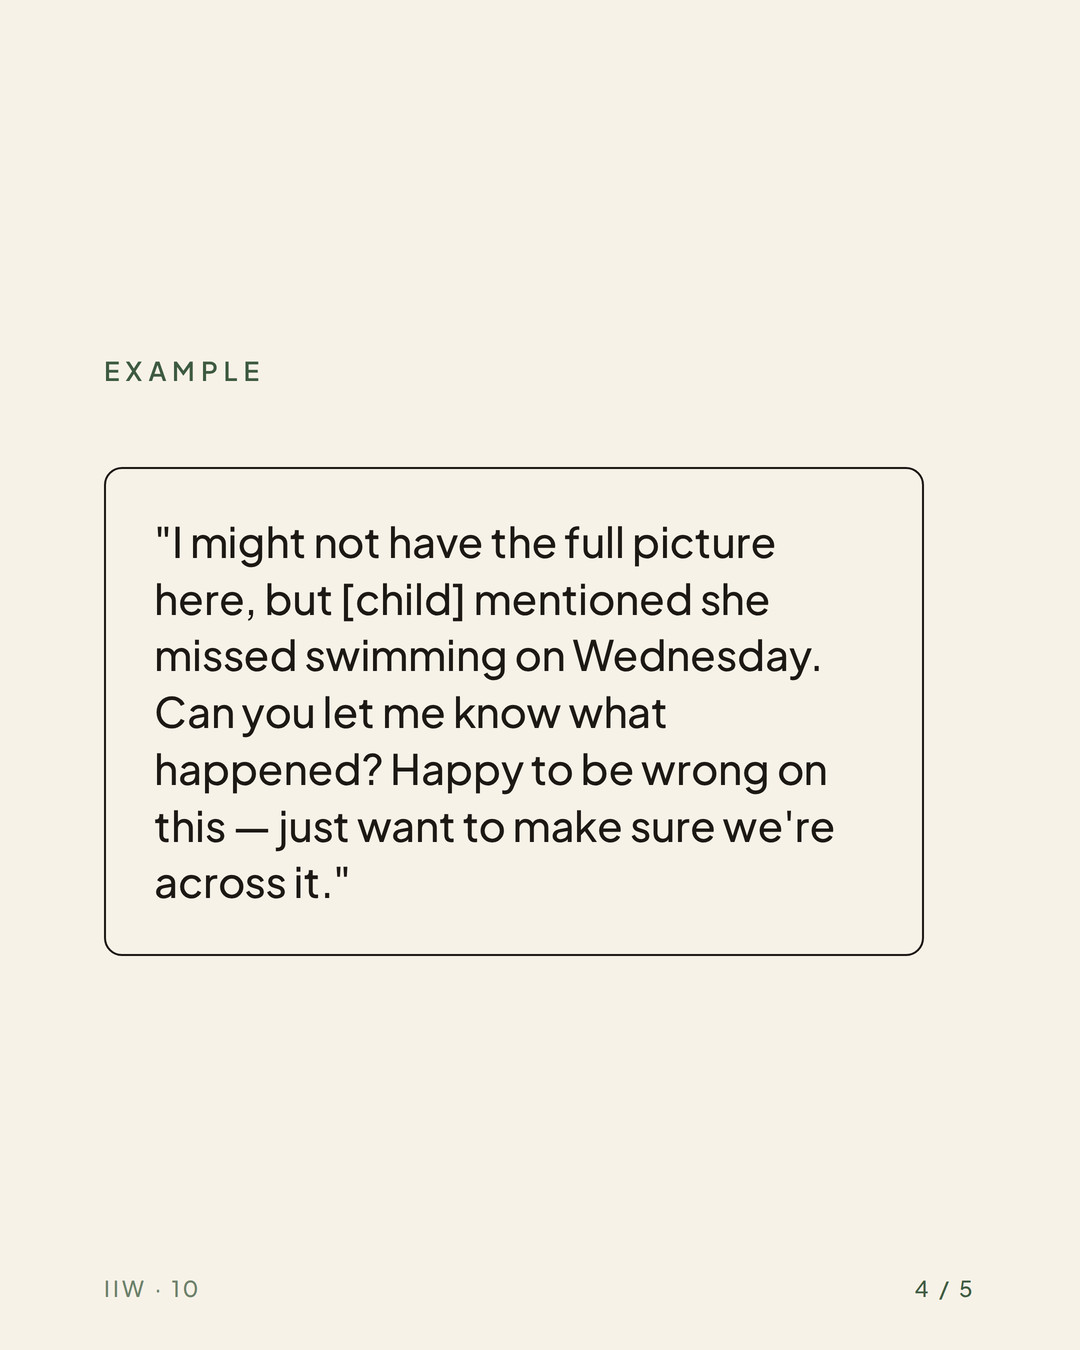 EXAMPLE
"I might not have the full picture
here, but [child] mentioned she
missed swimming on Wednesday.
Can you let me know what
happened? Happy to be wrong on
this — just want to make sure we're
across it."
IIW · 10
4 / 5